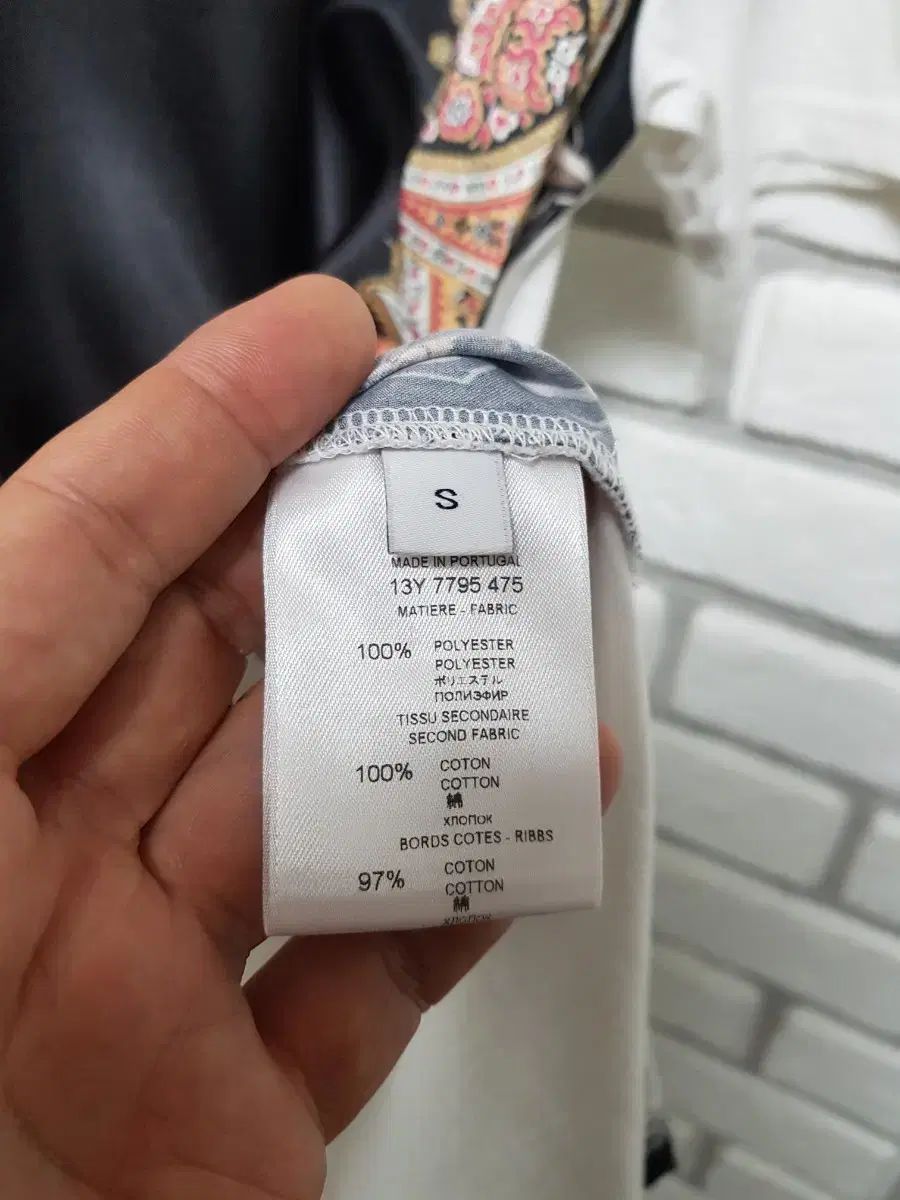 S
MADE IN PORTUGAL
13Y 7795 475
MATIERE - FABRIC
100% POLYESTER
POLYESTER
ポリエステル
ПОЛИЭФИР
TISSU SECONDAIRE
SECOND FABRIC
100% COTON
COTTON
綿
ХЛОПОК
BORDS COTES - RIBBS
97% COTON
COTTON
綿
ХЛОПОК